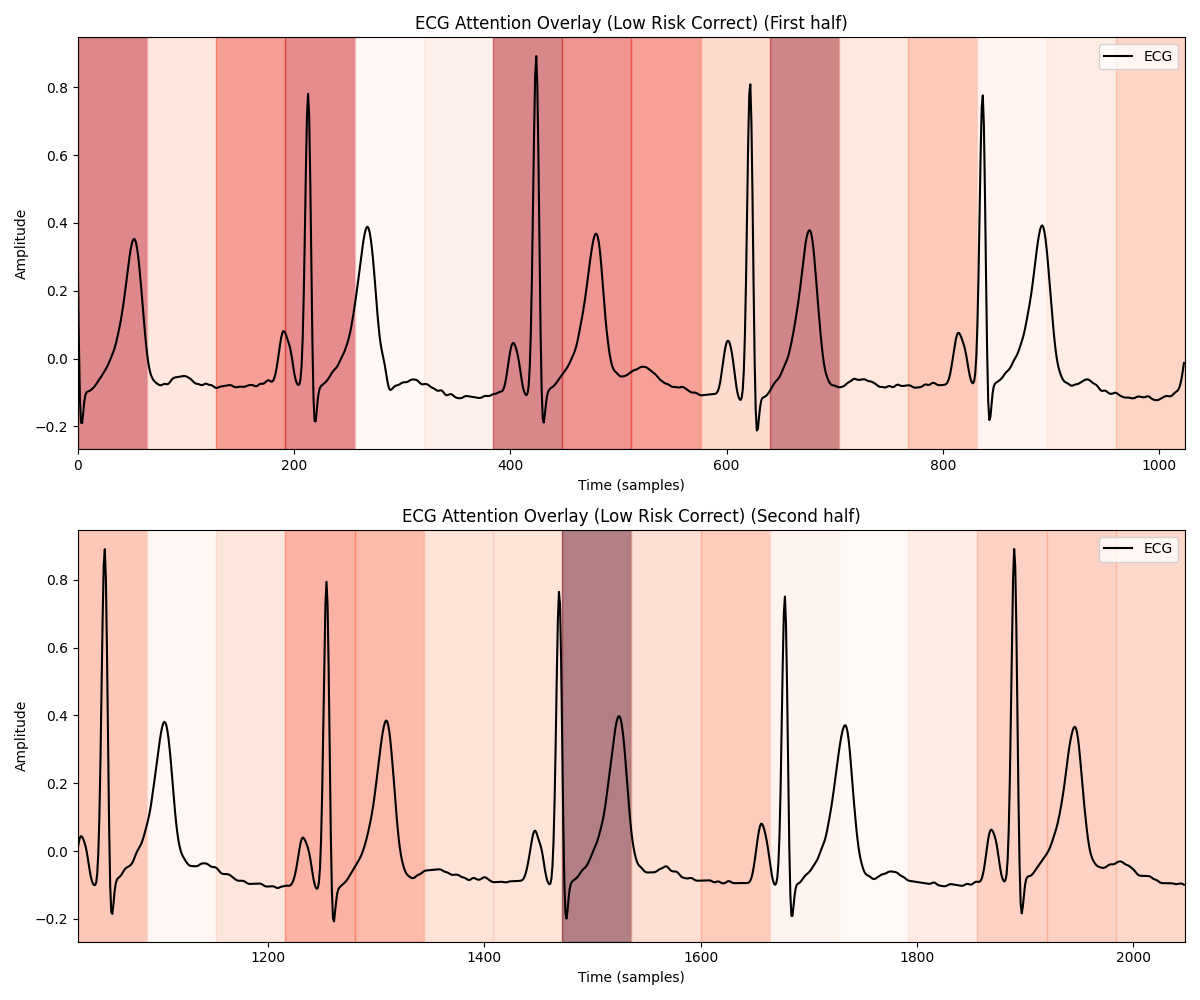 ECG Attention Overlay (Low Risk Correct) (First half)
ECG
0.8
0.6
0.4
0.2
0.0
−0.2
Amplitude
0 200 400 600 800 1000
Time (samples)
ECG Attention Overlay (Low Risk Correct) (Second half)
ECG
0.8
0.6
0.4
0.2
0.0
−0.2
Amplitude
1200 1400 1600 1800 2000
Time (samples)